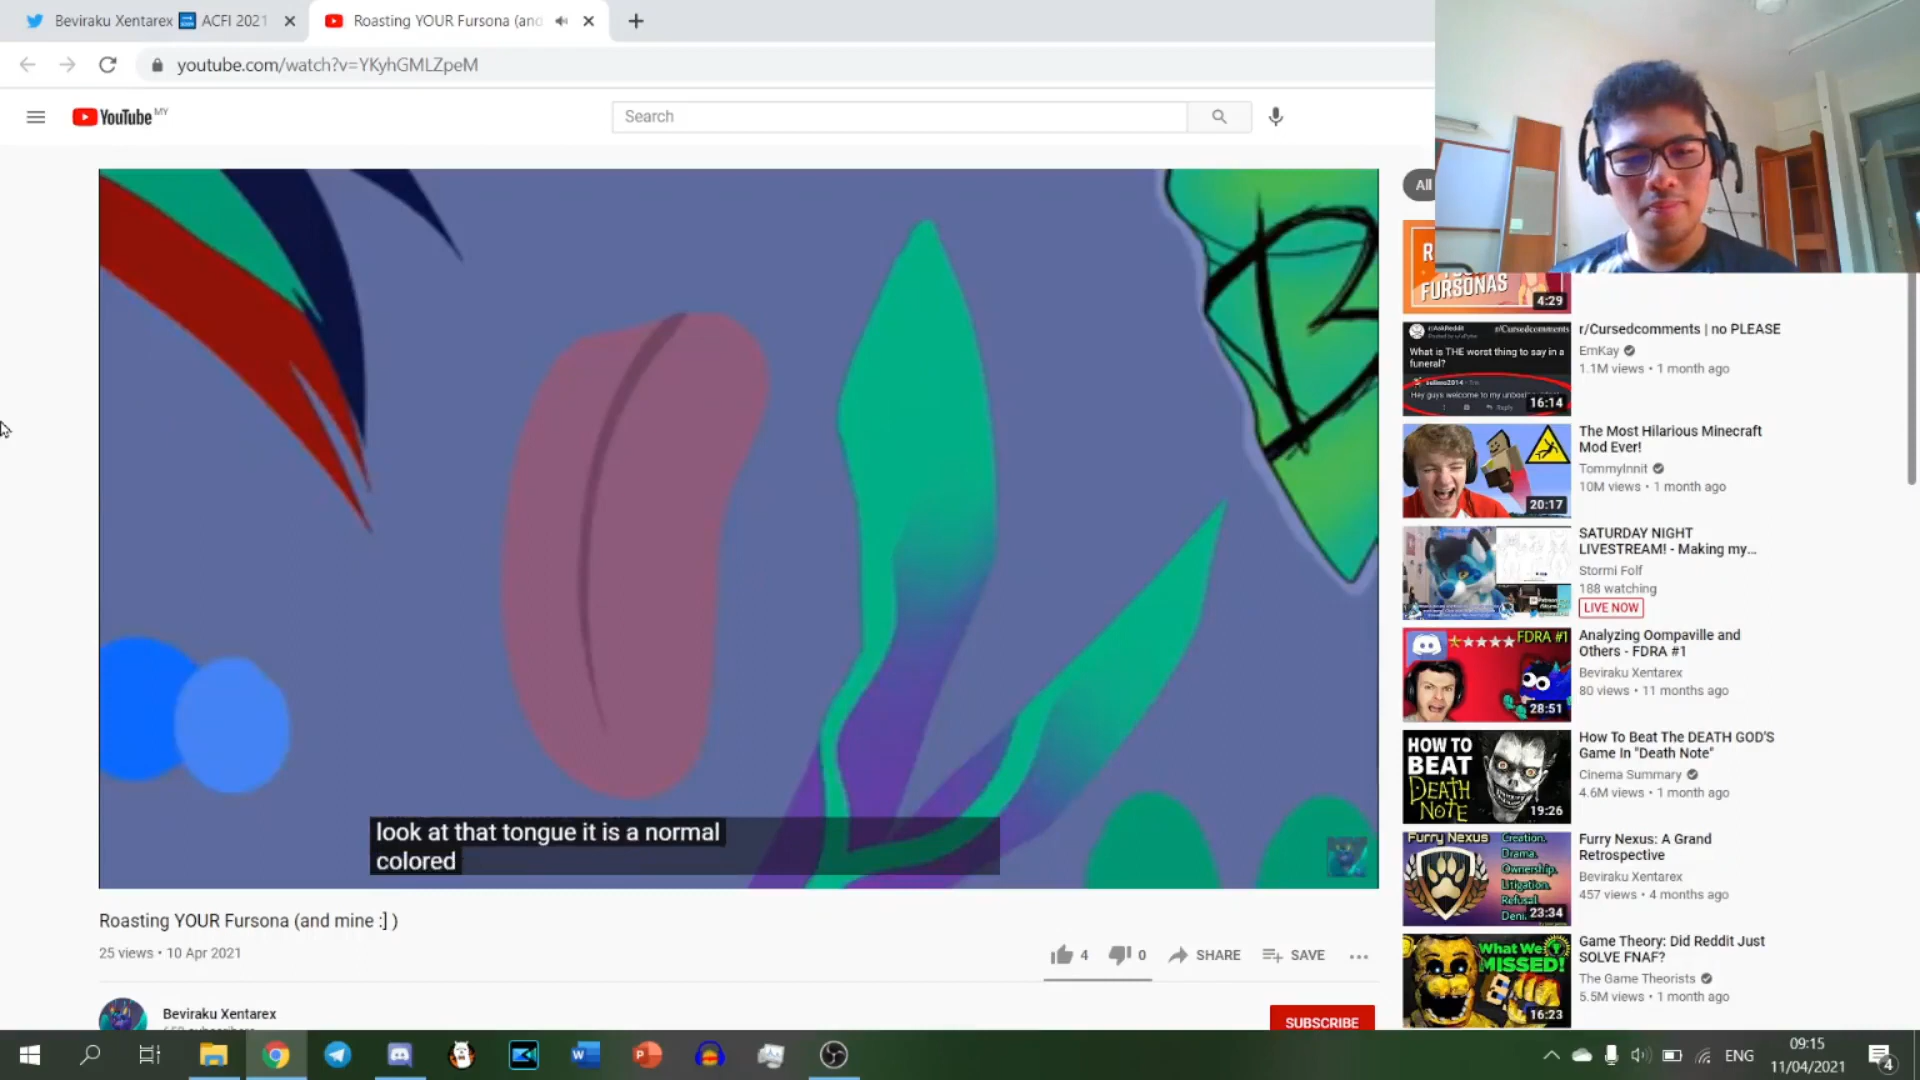 Beviraku Xentarex ACFI 2021
Roasting YOUR Fursona (and
youtube.com/watch?v=YKyhGMLZpeM
YouTube MY
Search
All
R
FURSONAS
4:29
r/Cursedcomments | no PLEASE
EmKay
1.1M views • 1 month ago
r/AskReddit
r/Cursedcomments
What is THE worst thing to say in a
funeral?
Hey guys welcome to my
16:14
The Most Hilarious Minecraft
Mod Ever!
TommyInnit
10M views • 1 month ago
20:17
SATURDAY NIGHT
LIVESTREAM! - Making my...
Stormi Folf
188 watching
LIVE NOW
FDRA #1
28:51
Analyzing Oompaville and
Others - FDRA #1
Beviraku Xentarex
80 views • 11 months ago
HOW TO
BEAT
DEATH
NOTE
19:26
How To Beat The DEATH GOD'S
Game In "Death Note"
Cinema Summary
4.6M views • 1 month ago
Furry Nexus
Creation.
Drama.
Ownership.
Litigation.
Refusal.
Deni
23:34
Furry Nexus: A Grand
Retrospective
Beviraku Xentarex
457 views • 4 months ago
What We
MISSED!
16:23
Game Theory: Did Reddit Just
SOLVE FNAF?
The Game Theorists
5.5M views • 1 month ago
look at that tongue it is a normal
colored
Roasting YOUR Fursona (and mine :] )
25 views • 10 Apr 2021
4
0
SHARE
SAVE
Beviraku Xentarex
SUBSCRIBE
ENG
09:15
11/04/2021
4